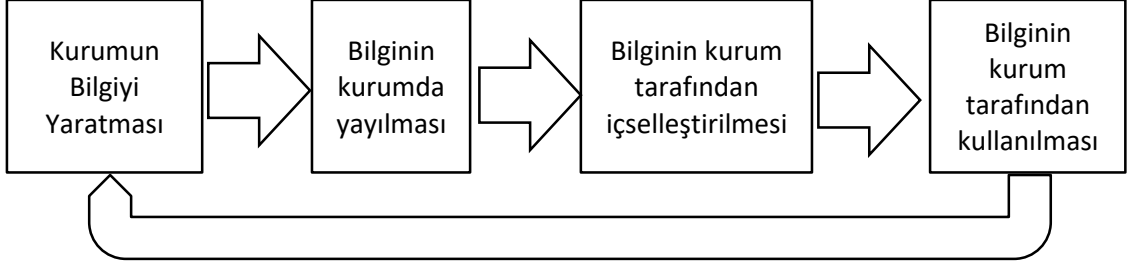 Kurumun
Bilgiyi
Yaratması
Bilginin
kurumda
yayılması
Bilginin kurum
tarafından
içselleştirilmesi
Bilginin
kurum
tarafından
kullanılması